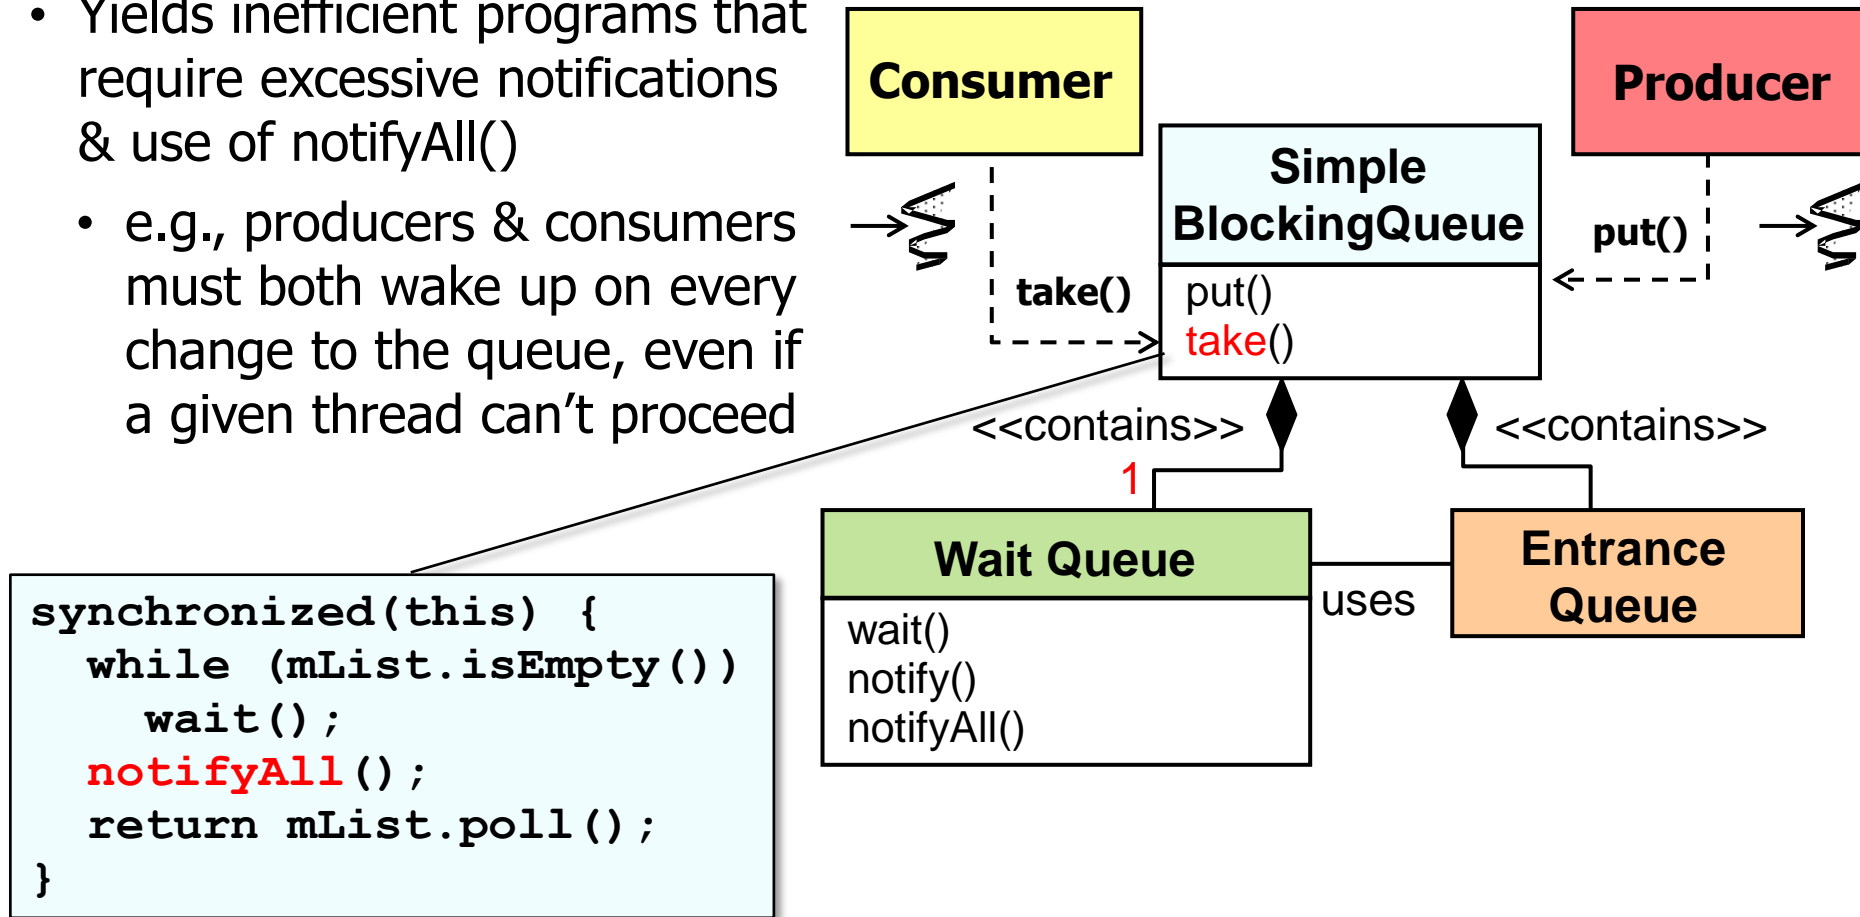 • Yields inefficient programs that
require excessive notifications
& use of notifyAll()
• e.g., producers & consumers
must both wake up on every
change to the queue, even if
a given thread can’t proceed
Consumer
Producer
Simple
BlockingQueue
put()
take()
put()
take()
<<contains>>
<<contains>>
1
Wait Queue
wait()
notify()
notifyAll()
uses
Entrance
Queue
synchronized(this) {
  while (mList.isEmpty())
    wait();
  notifyAll();
  return mList.poll();
}